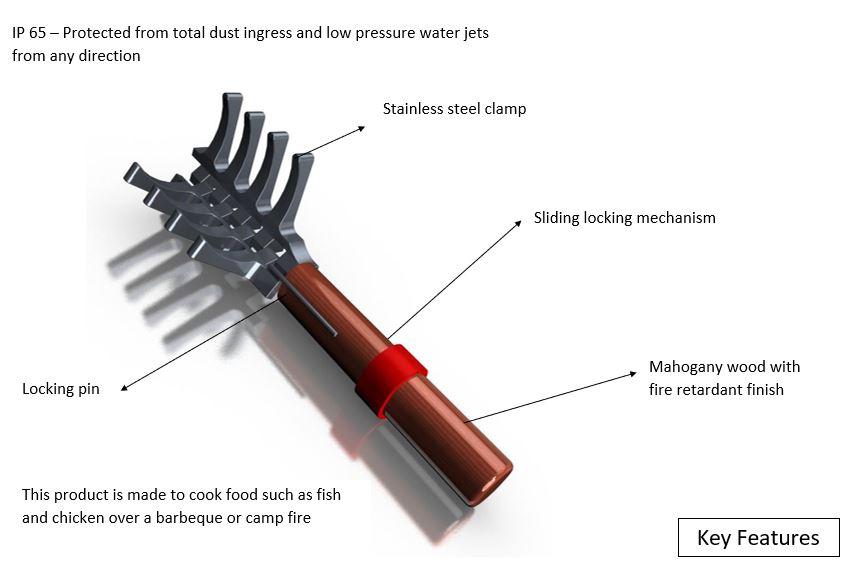 IP 65 – Protected from total dust ingress and low pressure water jets
from any direction
Stainless steel clamp
Sliding locking mechanism
Mahogany wood with
fire retardant finish
Locking pin
This product is made to cook food such as fish
and chicken over a barbeque or camp fire
Key Features